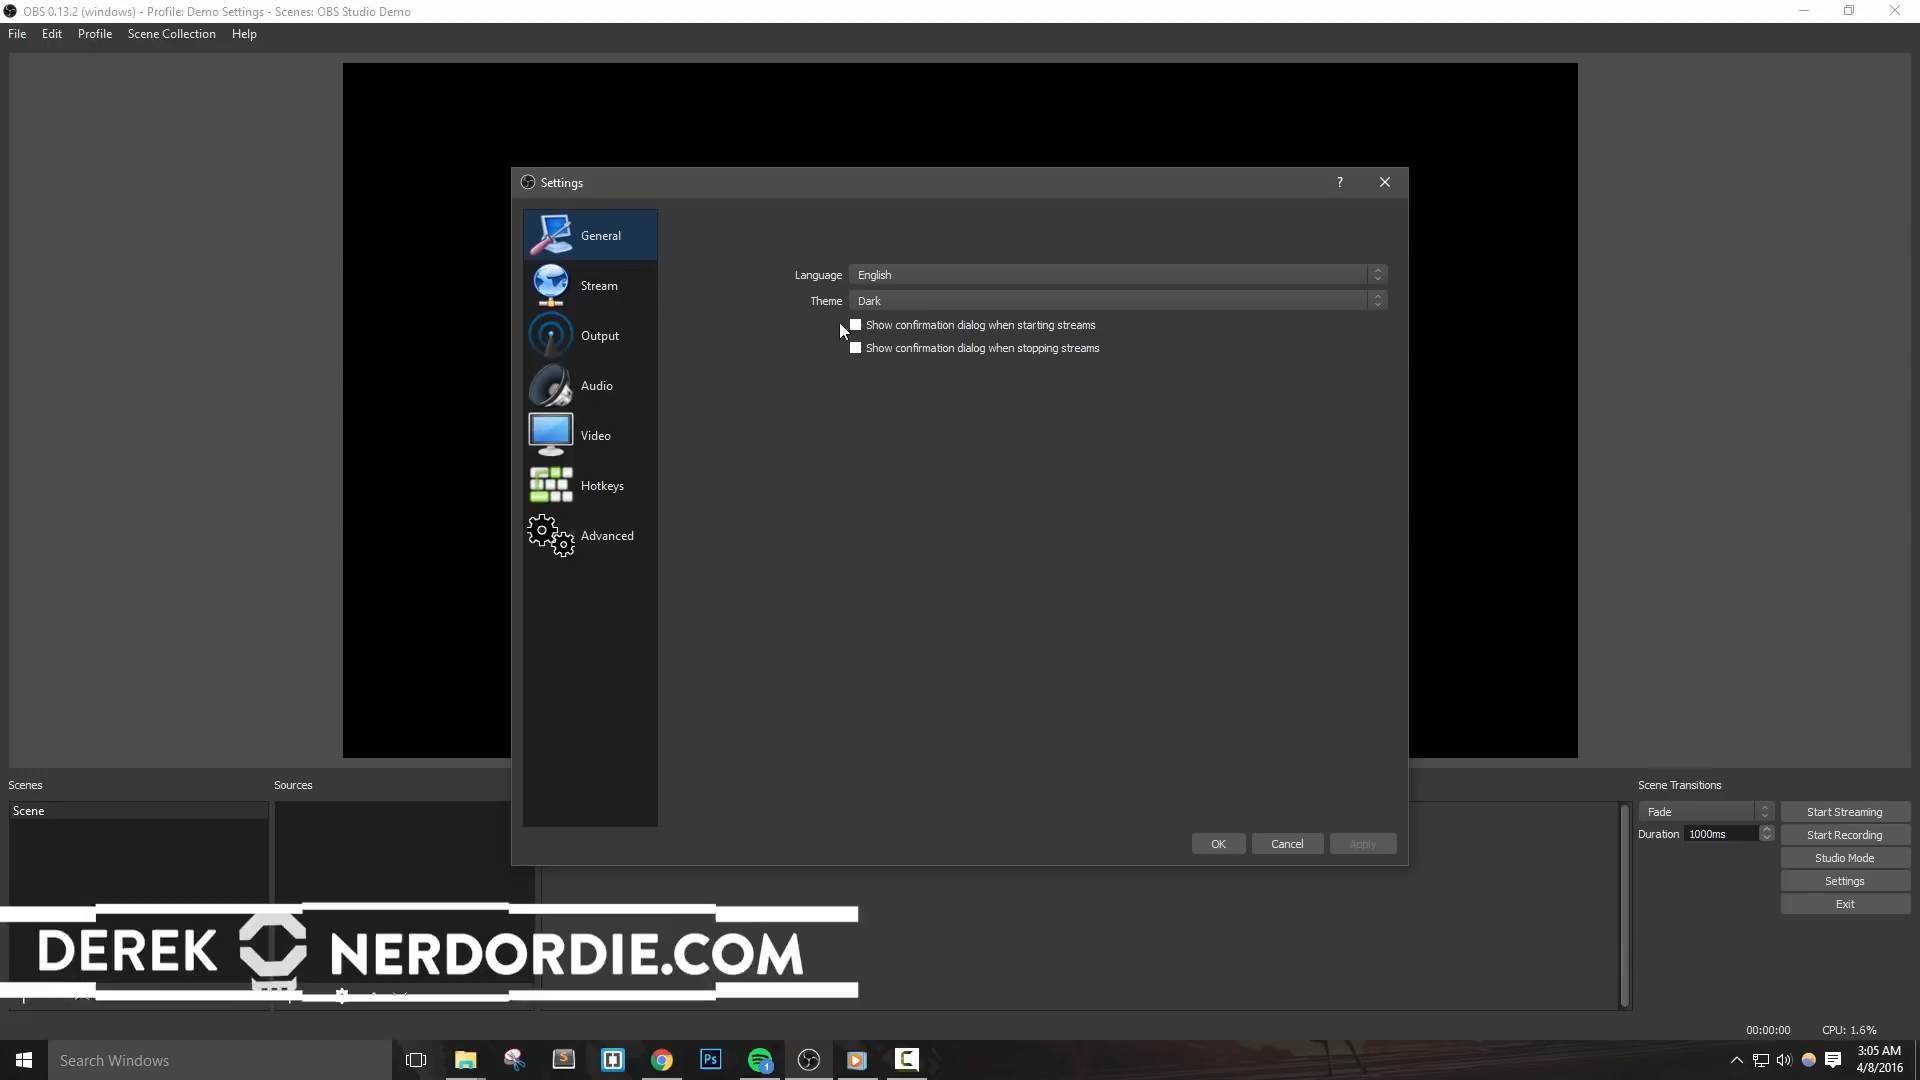 OBS 0.13.2 (windows) - Profile: Demo Settings - Scenes: OBS Studio Demo
File Edit Profile Scene Collection Help
Settings
?
General
Stream
Output
Audio
Video
Hotkeys
Advanced
Language English
Theme Dark
Show confirmation dialog when starting streams
Show confirmation dialog when stopping streams
OK Cancel Apply
Scenes
Scene
Sources
Scene Transitions
Fade
Duration 1000ms
Start Streaming
Start Recording
Studio Mode
Settings
Exit
DEREK NERDORDIE.COM
00:00:00 CPU: 1.6%
Search Windows
S
Ps
1
C
3:05 AM
4/8/2016